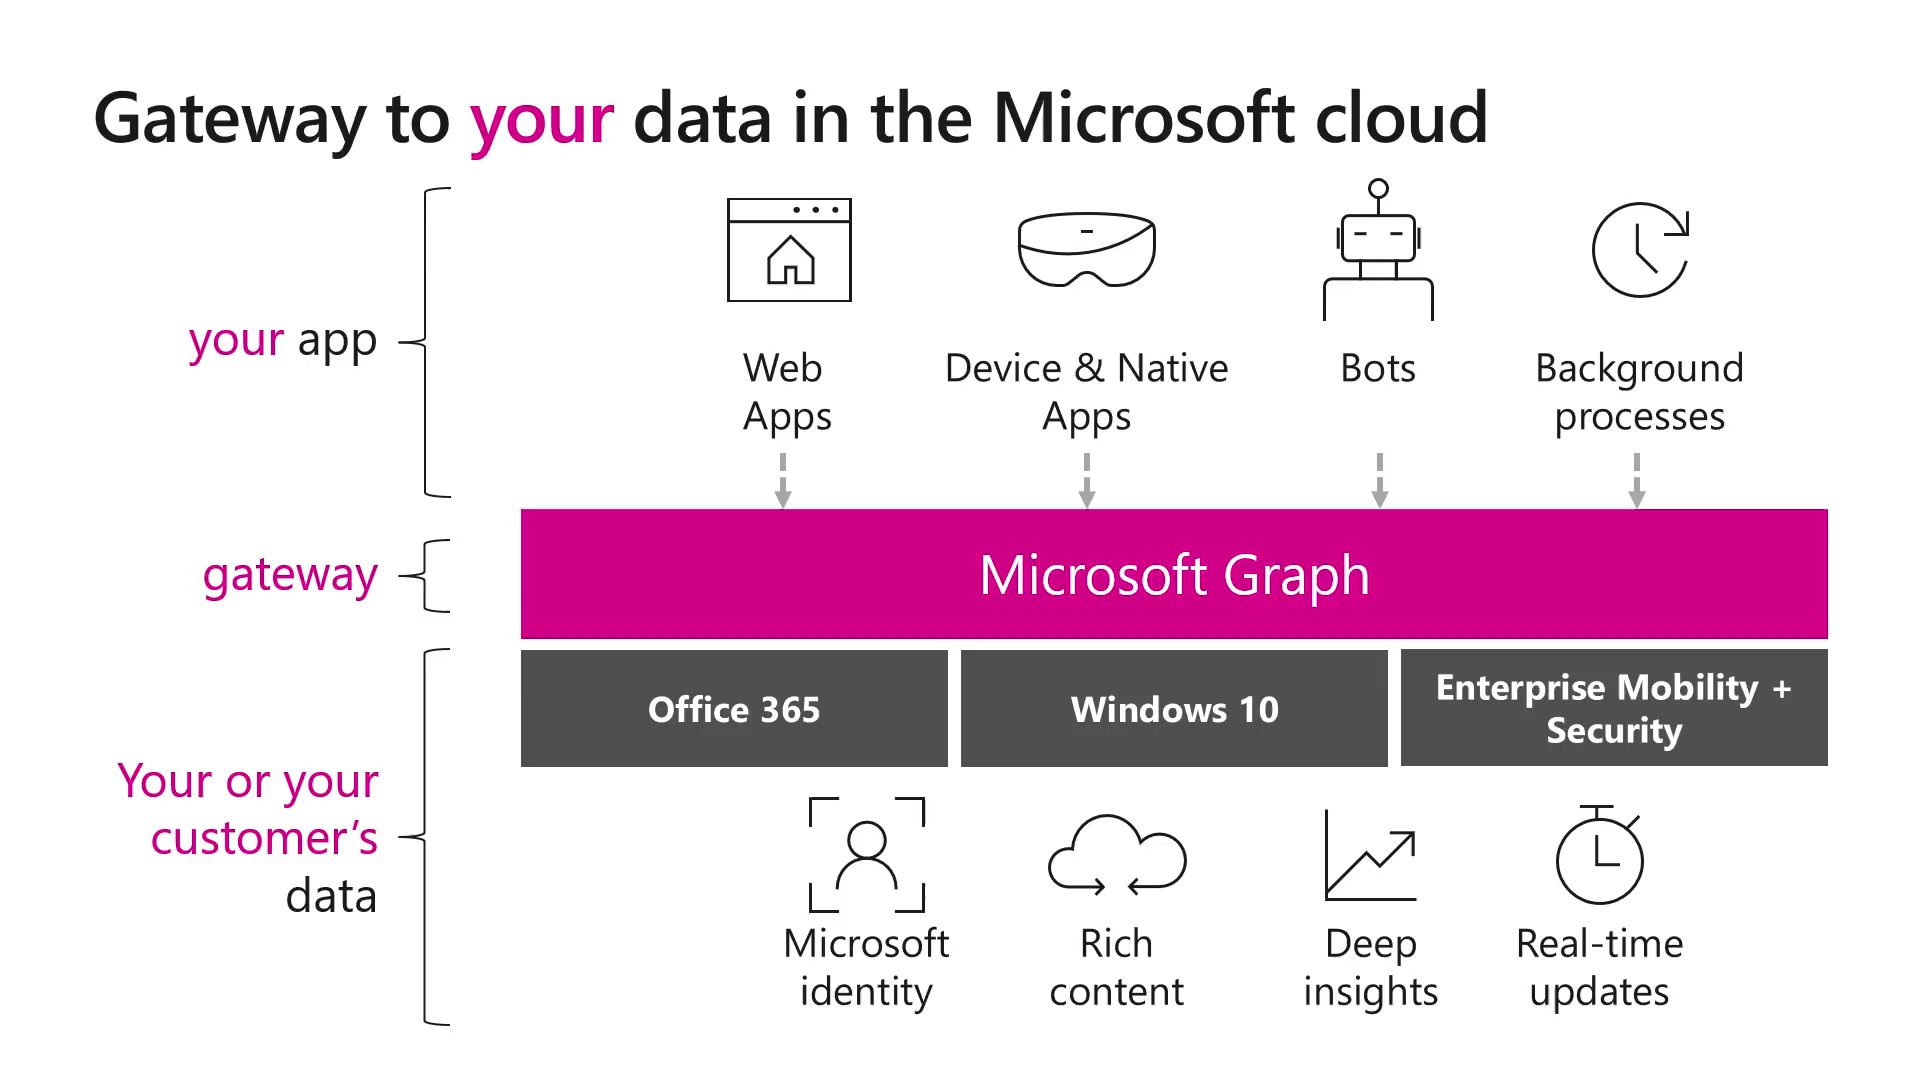 Gateway to your data in the Microsoft cloud
your app
Web
Apps
Device & Native
Apps
Bots
Background
processes
gateway
Microsoft Graph
Office 365
Windows 10
Enterprise Mobility +
Security
Your or your
customer’s
data
Microsoft
identity
Rich
content
Deep
insights
Real-time
updates